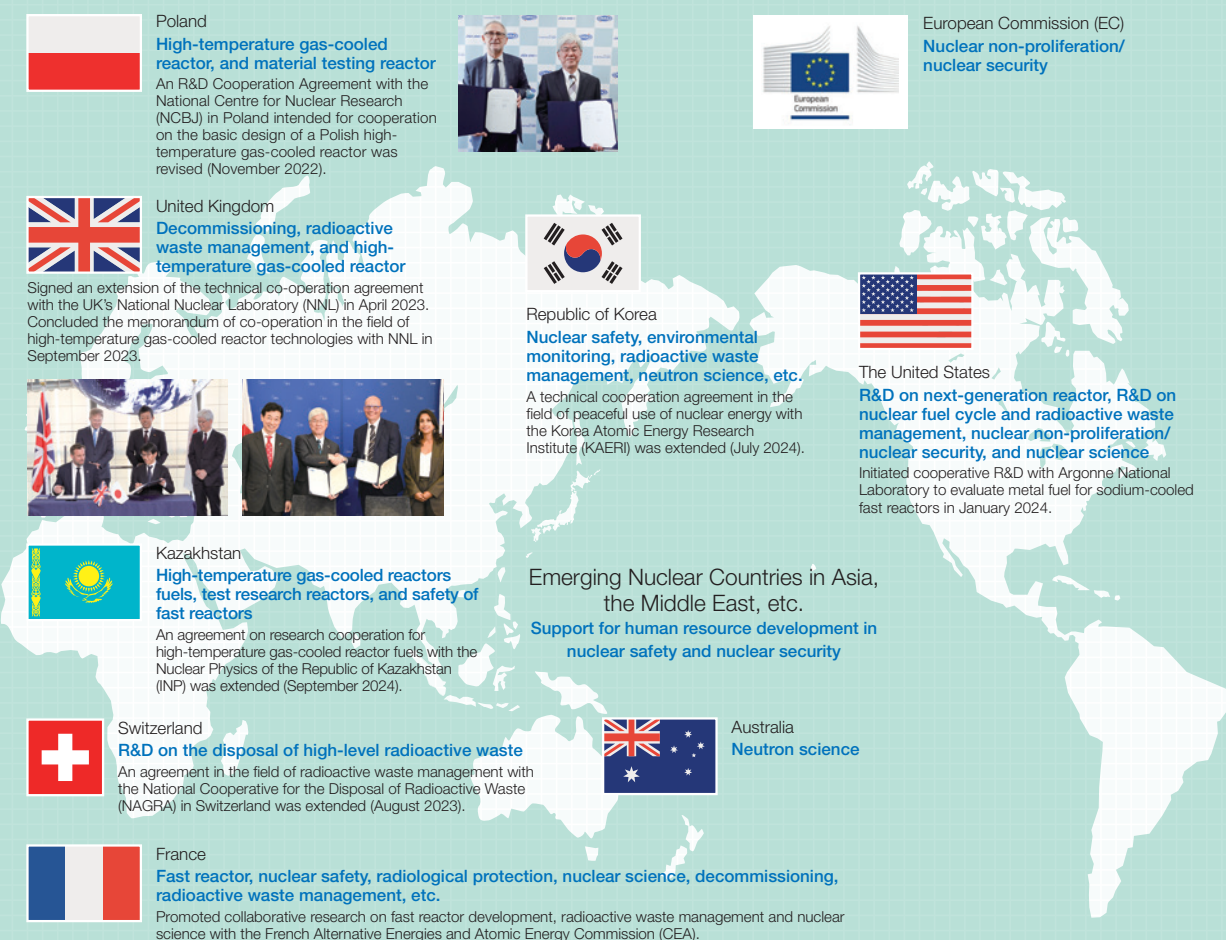 Poland
High-temperature gas-cooled
reactor, and material testing reactor
An R&D Cooperation Agreement with the
National Centre for Nuclear Research
(NCBJ) in Poland intended for cooperation
on the basic design of a Polish high-
temperature gas-cooled reactor was
revised (November 2022).
European
Commission
European Commission (EC)
Nuclear non-proliferation/
nuclear security
United Kingdom
Decommissioning, radioactive
waste management, and high-
temperature gas-cooled reactor
Signed an extension of the technical co-operation agreement
with the UK's National Nuclear Laboratory (NNL) in April 2023.
Concluded the memorandum of co-operation in the field of
high-temperature gas-cooled reactor technologies with NNL in
September 2023.
Republic of Korea
Nuclear safety, environmental
monitoring, radioactive waste
management, neutron science, etc.
A technical cooperation agreement in the
field of peaceful use of nuclear energy with
the Korea Atomic Energy Research
Institute (KAERI) was extended (July 2024).
The United States
R&D on next-generation reactor, R&D on
nuclear fuel cycle and radioactive waste
management, nuclear non-proliferation/
nuclear security, and nuclear science
Initiated cooperative R&D with Argonne National
Laboratory to evaluate metal fuel for sodium-cooled
fast reactors in January 2024.
Kazakhstan
High-temperature gas-cooled reactors
fuels, test research reactors, and safety of
fast reactors
An agreement on research cooperation for
high-temperature gas-cooled reactor fuels with the
Nuclear Physics of the Republic of Kazakhstan
(INP) was extended (September 2024).
Emerging Nuclear Countries in Asia,
the Middle East, etc.
Support for human resource development in
nuclear safety and nuclear security
Switzerland
R&D on the disposal of high-level radioactive waste
An agreement in the field of radioactive waste management with
the National Cooperative for the Disposal of Radioactive Waste
(NAGRA) in Switzerland was extended (August 2023).
Australia
Neutron science
France
Fast reactor, nuclear safety, radiological protection, nuclear science, decommissioning,
radioactive waste management, etc.
Promoted collaborative research on fast reactor development, radioactive waste management and nuclear
science with the French Alternative Energies and Atomic Energy Commission (CEA).